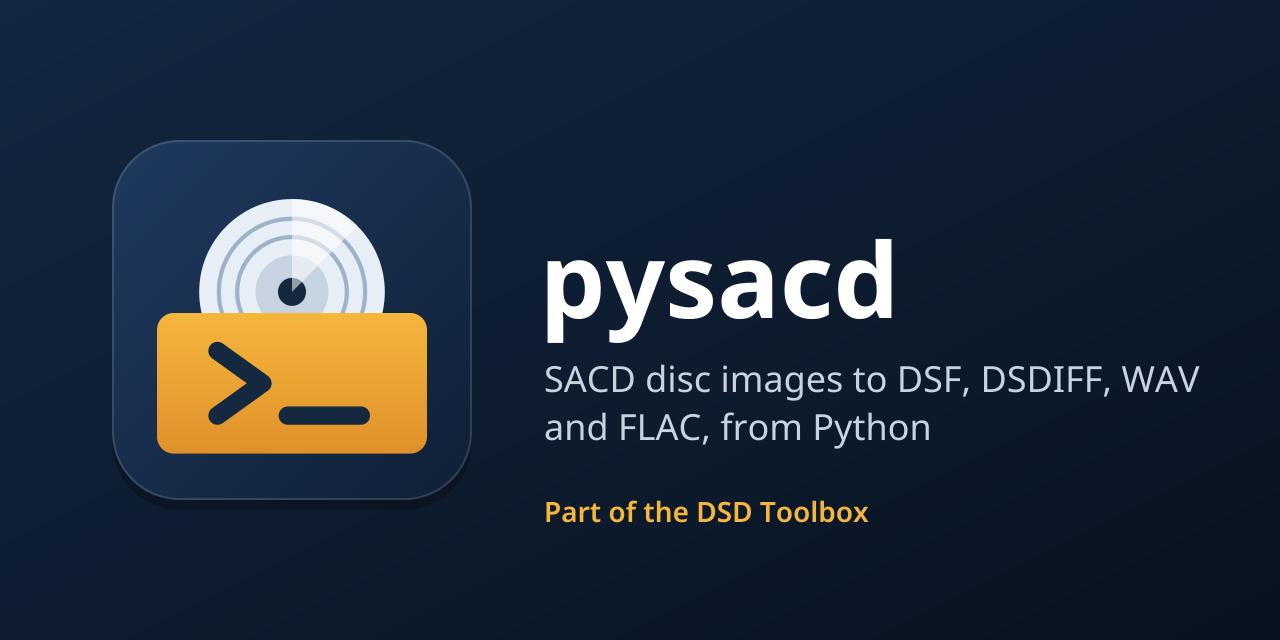 pysacd
SACD disc images to DSF, DSDIFF, WAV
and FLAC, from Python
Part of the DSD Toolbox